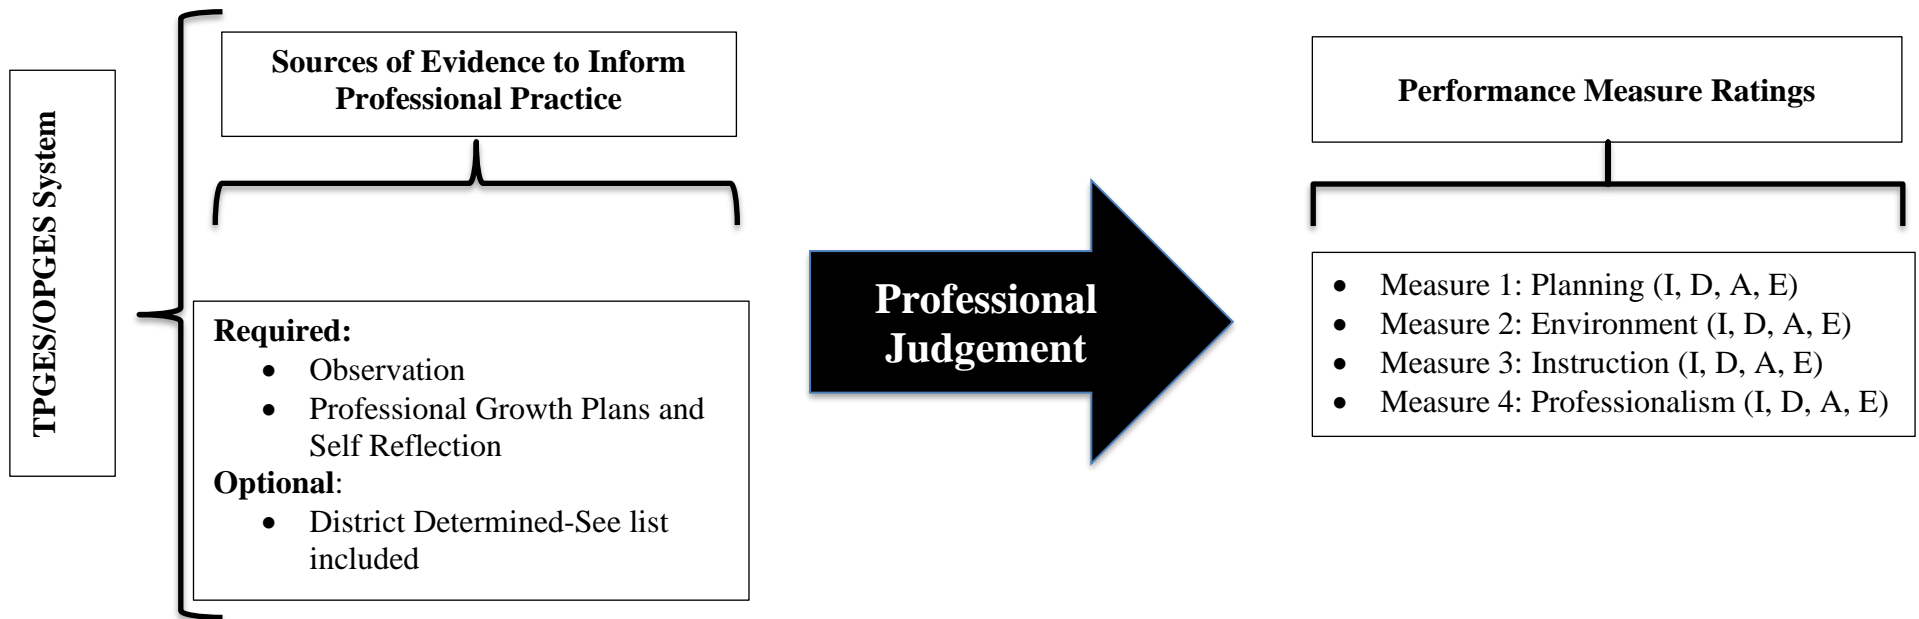 TPGES/OPGES System
Sources of Evidence to Inform
Professional Practice
Required:
• Observation
• Professional Growth Plans and
Self Reflection
Optional:
• District Determined-See list
included
Professional
Judgement
Performance Measure Ratings
• Measure 1: Planning (I, D, A, E)
• Measure 2: Environment (I, D, A, E)
• Measure 3: Instruction (I, D, A, E)
• Measure 4: Professionalism (I, D, A, E)